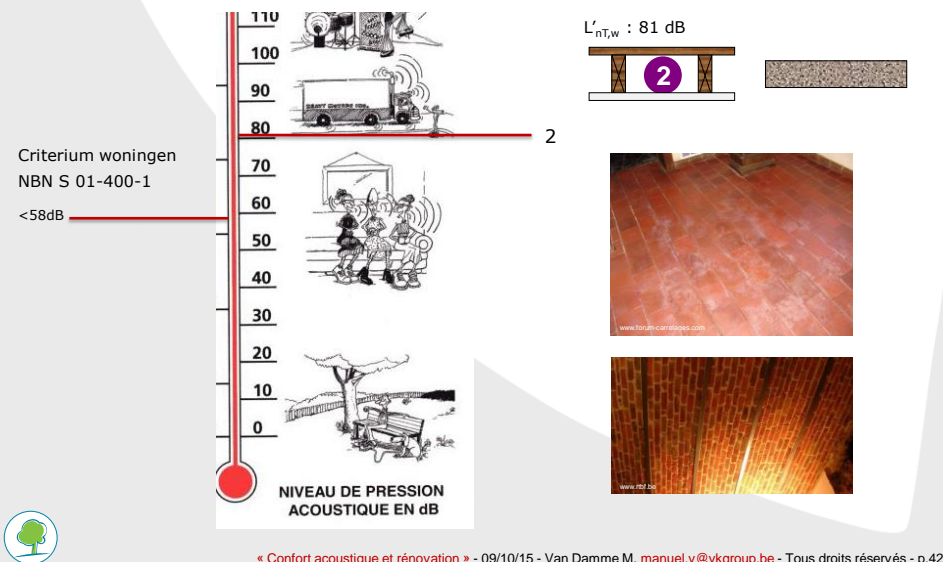 110
100
90
80
70
60
50
40
30
20
10
0
HEAVY
NIVEAU DE PRESSION
ACOUSTIQUE EN dB
Criterium woningen
NBN S 01-400-1
<58dB
2
L'nT,w : 81 dB
2
www.forum-carrelages.com
www.rtbf.be
« Confort acoustique et rénovation » - 09/10/15 - Van Damme M. manuel.v@vkgroup.be - Tous droits réservés - p.42